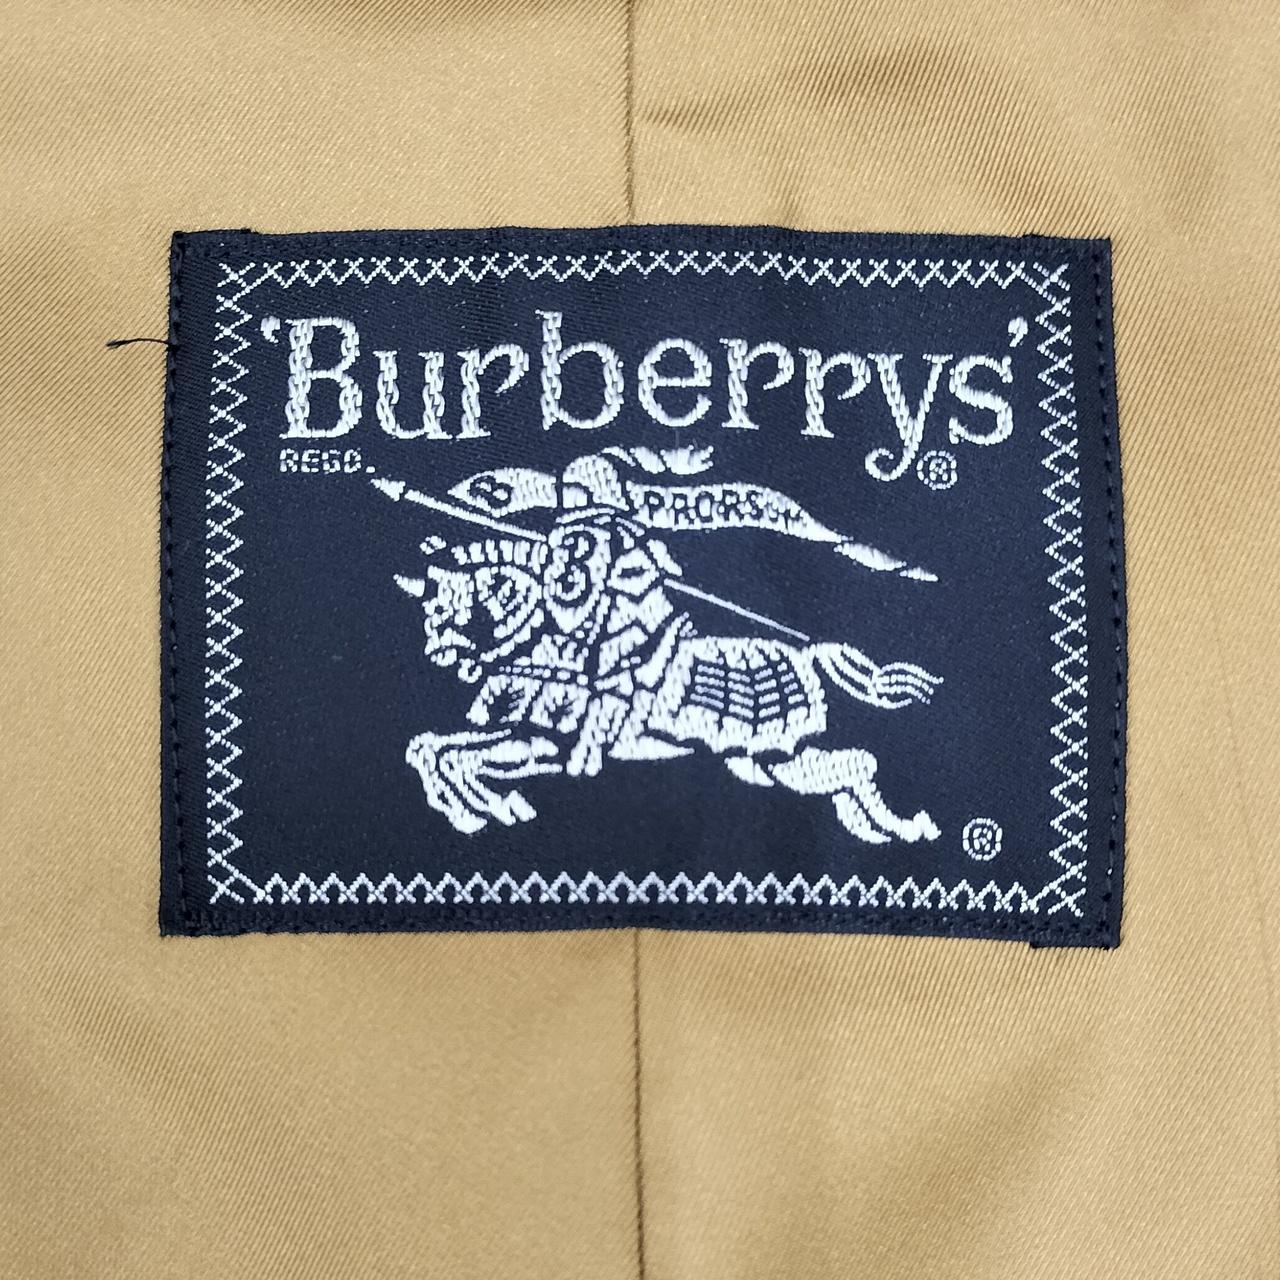 'Burberrys'
REGD. ®
B PRORSUM
B
®